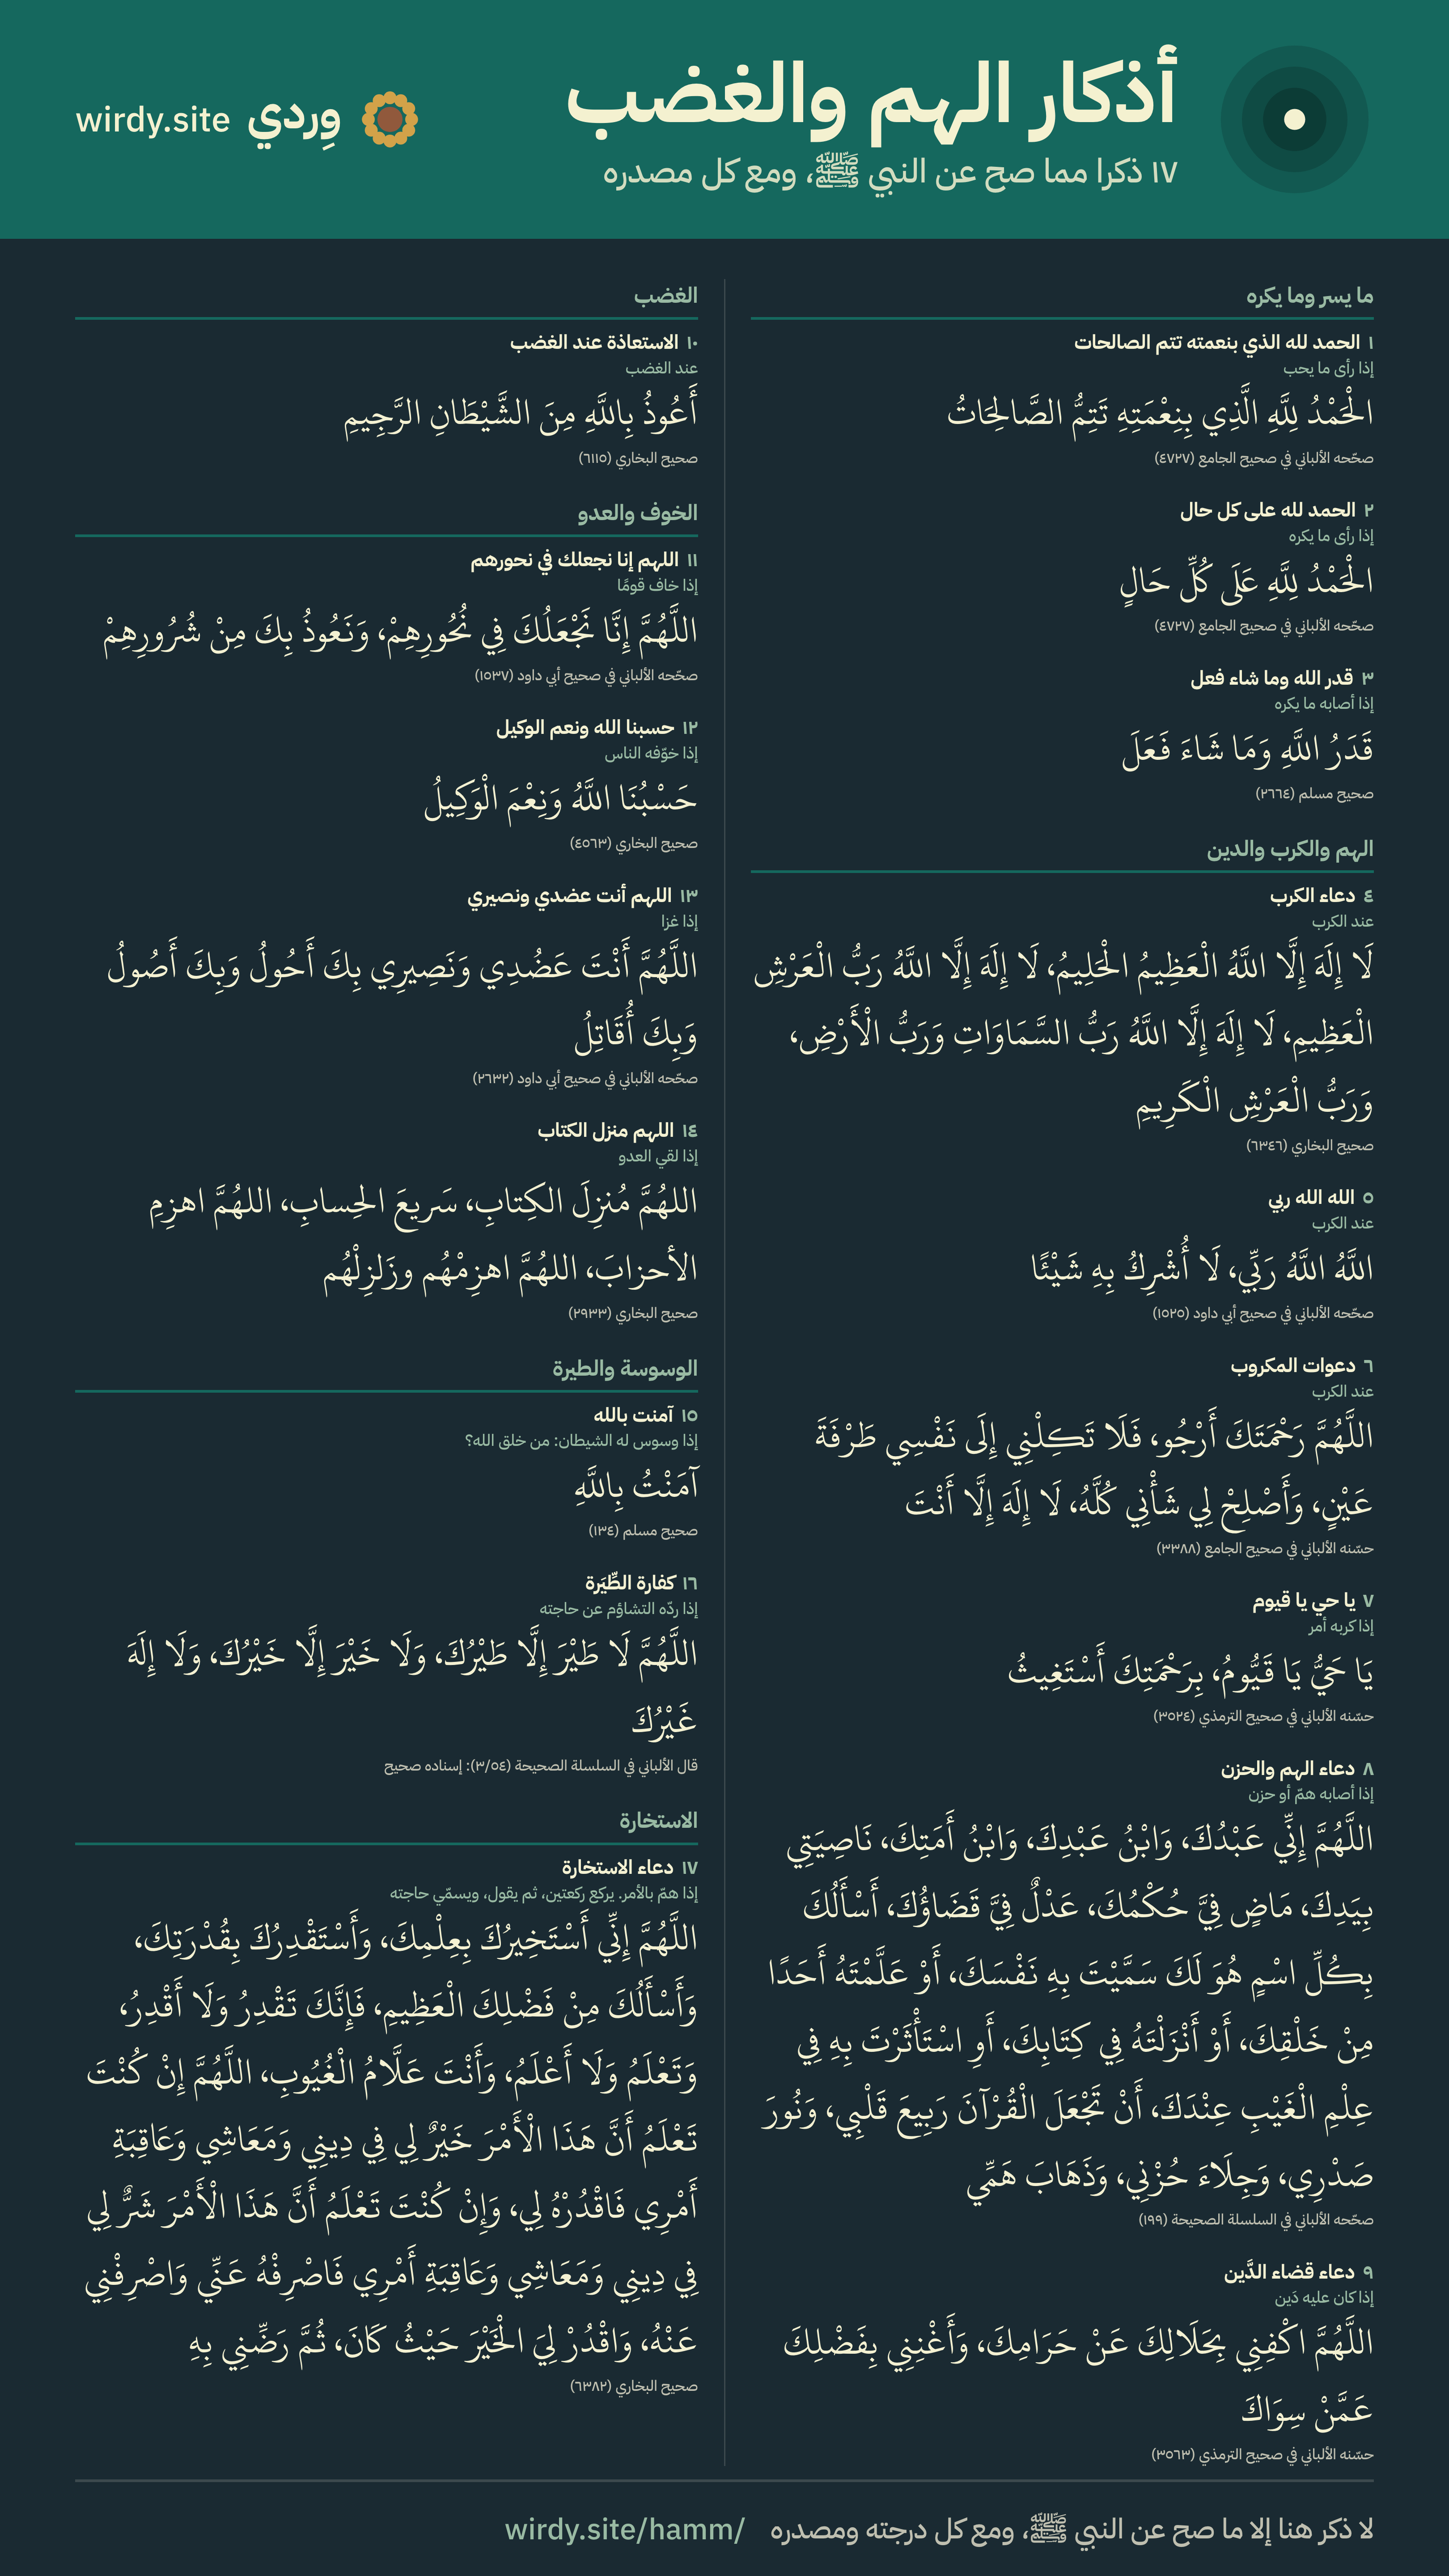 أذكار الهم والغضب
١٧ ذكرا مما صح عن النبي ﷺ، ومع كل مصدره
وِردي wirdy.site
ما يسر وما يكره
١ الحمد لله الذي بنعمته تتم الصالحات
إذا رأى ما يحب
الْحَمْدُ لِلَّهِ الَّذِي بِنِعْمَتِهِ تَتِمُّ الصَّالِحَاتُ
صحّحه الألباني في صحيح الجامع (٤٧٢٧)
٢ الحمد لله على كل حال
إذا رأى ما يكره
الْحَمْدُ لِلَّهِ عَلَى كُلِّ حَالٍ
صحّحه الألباني في صحيح الجامع (٤٧٢٧)
٣ قدر الله وما شاء فعل
إذا أصابه ما يكره
قَدَرُ اللَّهِ وَمَا شَاءَ فَعَلَ
صحيح مسلم (٢٦٦٤)
الهم والكرب والدين
٤ دعاء الكرب
عند الكرب
لَا إِلَهَ إِلَّا اللَّهُ الْعَظِيمُ الْحَلِيمُ، لَا إِلَهَ إِلَّا اللَّهُ رَبُّ الْعَرْشِ
الْعَظِيمِ، لَا إِلَهَ إِلَّا اللَّهُ رَبُّ السَّمَاوَاتِ وَرَبُّ الْأَرْضِ،
وَرَبُّ الْعَرْشِ الْكَرِيمِ
صحيح البخاري (٦٣٤٦)
٥ الله الله ربي
عند الكرب
اللَّهُ اللَّهُ رَبِّي، لَا أُشْرِكُ بِهِ شَيْئًا
صحّحه الألباني في صحيح أبي داود (١٥٢٥)
٦ دعوات المكروب
عند الكرب
اللَّهُمَّ رَحْمَتَكَ أَرْجُو، فَلَا تَكِلْنِي إِلَى نَفْسِي طَرْفَةَ
عَيْنٍ، وَأَصْلِحْ لِي شَأْنِي كُلَّهُ، لَا إِلَهَ إِلَّا أَنْتَ
حسّنه الألباني في صحيح الجامع (٣٣٨٨)
٧ يا حي يا قيوم
إذا كربه أمر
يَا حَيُّ يَا قَيُّومُ، بِرَحْمَتِكَ أَسْتَغِيثُ
حسّنه الألباني في صحيح الترمذي (٣٥٢٤)
٨ دعاء الهم والحزن
إذا أصابه همّ أو حزن
اللَّهُمَّ إِنِّي عَبْدُكَ، وَابْنُ عَبْدِكَ، وَابْنُ أَمَتِكَ، نَاصِيَتِي
بِيَدِكَ، مَاضٍ فِيَّ حُكْمُكَ، عَدْلٌ فِيَّ قَضَاؤُكَ، أَسْأَلُكَ
بِكُلِّ اسْمٍ هُوَ لَكَ سَمَّيْتَ بِهِ نَفْسَكَ، أَوْ عَلَّمْتَهُ أَحَدًا
مِنْ خَلْقِكَ، أَوْ أَنْزَلْتَهُ فِي كِتَابِكَ، أَوِ اسْتَأْثَرْتَ بِهِ فِي
عِلْمِ الْغَيْبِ عِنْدَكَ، أَنْ تَجْعَلَ الْقُرْآنَ رَبِيعَ قَلْبِي، وَنُورَ
صَدْرِي، وَجِلَاءَ حُزْنِي، وَذَهَابَ هَمِّي
صحّحه الألباني في السلسلة الصحيحة (١٩٩)
٩ دعاء قضاء الدَّين
إذا كان عليه دَين
اللَّهُمَّ اكْفِنِي بِحَلَالِكَ عَنْ حَرَامِكَ، وَأَغْنِنِي بِفَضْلِكَ
عَمَّنْ سِوَاكَ
حسّنه الألباني في صحيح الترمذي (٣٥٦٣)
الغضب
١٠ الاستعاذة عند الغضب
عند الغضب
أَعُوذُ بِاللَّهِ مِنَ الشَّيْطَانِ الرَّجِيمِ
صحيح البخاري (٦١١٥)
الخوف والعدو
١١ اللهم إنا نجعلك في نحورهم
إذا خاف قومًا
اللَّهُمَّ إِنَّا نَجْعَلُكَ فِي نُحُورِهِمْ، وَنَعُوذُ بِكَ مِنْ شُرُورِهِمْ
صحّحه الألباني في صحيح أبي داود (١٥٣٧)
١٢ حسبنا الله ونعم الوكيل
إذا خوّفه الناس
حَسْبُنَا اللَّهُ وَنِعْمَ الْوَكِيلُ
صحيح البخاري (٤٥٦٣)
١٣ اللهم أنت عضدي ونصيري
إذا غزا
اللَّهُمَّ أَنْتَ عَضُدِي وَنَصِيرِي بِكَ أَحُولُ وَبِكَ أَصُولُ
وَبِكَ أُقَاتِلُ
صحّحه الألباني في صحيح أبي داود (٢٦٣٢)
١٤ اللهم منزل الكتاب
إذا لقي العدو
اللهُمَّ مُنزِلَ الكِتابِ، سَريعَ الحِسابِ، اللهُمَّ اهزِمِ
الأحزابَ، اللهُمَّ اهزِمْهُم وزَلزِلْهُم
صحيح البخاري (٢٩٣٣)
الوسوسة والطيرة
١٥ آمنت بالله
إذا وسوس له الشيطان: من خلق الله؟
آمَنْتُ بِاللَّهِ
صحيح مسلم (١٣٤)
١٦ كفارة الطِّيَرة
إذا ردّه التشاؤم عن حاجته
اللَّهُمَّ لَا طَيْرَ إِلَّا طَيْرُكَ، وَلَا خَيْرَ إِلَّا خَيْرُكَ، وَلَا إِلَهَ
غَيْرُكَ
قال الألباني في السلسلة الصحيحة (٣/٥٤): إسناده صحيح
الاستخارة
١٧ دعاء الاستخارة
إذا همّ بالأمر. يركع ركعتين، ثم يقول، ويسمّي حاجته
اللَّهُمَّ إِنِّي أَسْتَخِيرُكَ بِعِلْمِكَ، وَأَسْتَقْدِرُكَ بِقُدْرَتِكَ،
وَأَسْأَلُكَ مِنْ فَضْلِكَ الْعَظِيمِ، فَإِنَّكَ تَقْدِرُ وَلَا أَقْدِرُ،
وَتَعْلَمُ وَلَا أَعْلَمُ، وَأَنْتَ عَلَّامُ الْغُيُوبِ، اللَّهُمَّ إِنْ كُنْتَ
تَعْلَمُ أَنَّ هَذَا الْأَمْرَ خَيْرٌ لِي فِي دِينِي وَمَعَاشِي وَعَاقِبَةِ
أَمْرِي فَاقْدُرْهُ لِي، وَإِنْ كُنْتَ تَعْلَمُ أَنَّ هَذَا الْأَمْرَ شَرٌّ لِي
فِي دِينِي وَمَعَاشِي وَعَاقِبَةِ أَمْرِي فَاصْرِفْهُ عَنِّي وَاصْرِفْنِي
عَنْهُ، وَاقْدُرْ لِيَ الْخَيْرَ حَيْثُ كَانَ، ثُمَّ رَضِّنِي بِهِ
صحيح البخاري (٦٣٨٢)
لا ذكر هنا إلا ما صح عن النبي ﷺ، ومع كل درجته ومصدره wirdy.site/hamm/